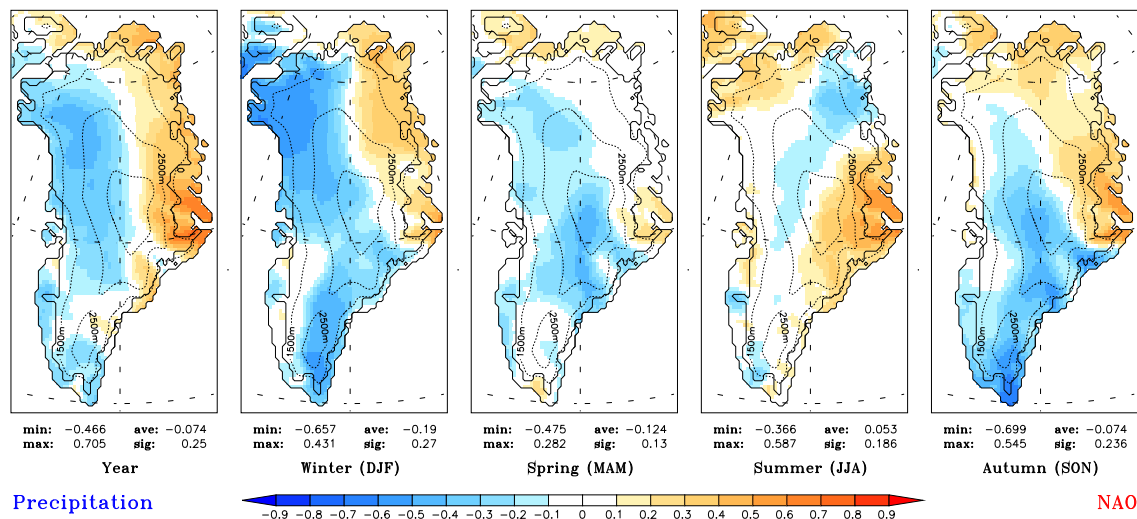 2500m
2500m
1500m
2500m
2500m
1500m
2500m
2500m
1500m
2500m
2500m
1500m
2500m
2500m
1500m
min: −0.466 ave: −0.074
max: 0.705 sig: 0.25
Year
min: −0.657 ave: −0.19
max: 0.431 sig: 0.27
Winter (DJF)
min: −0.475 ave: −0.124
max: 0.282 sig: 0.13
Spring (MAM)
min: −0.366 ave: 0.053
max: 0.587 sig: 0.186
Summer (JJA)
min: −0.699 ave: −0.074
max: 0.545 sig: 0.236
Autumn (SON)
Precipitation
−0.9 −0.8 −0.7 −0.6 −0.5 −0.4 −0.3 −0.2 −0.1 0 0.1 0.2 0.3 0.4 0.5 0.6 0.7 0.8 0.9
NAO